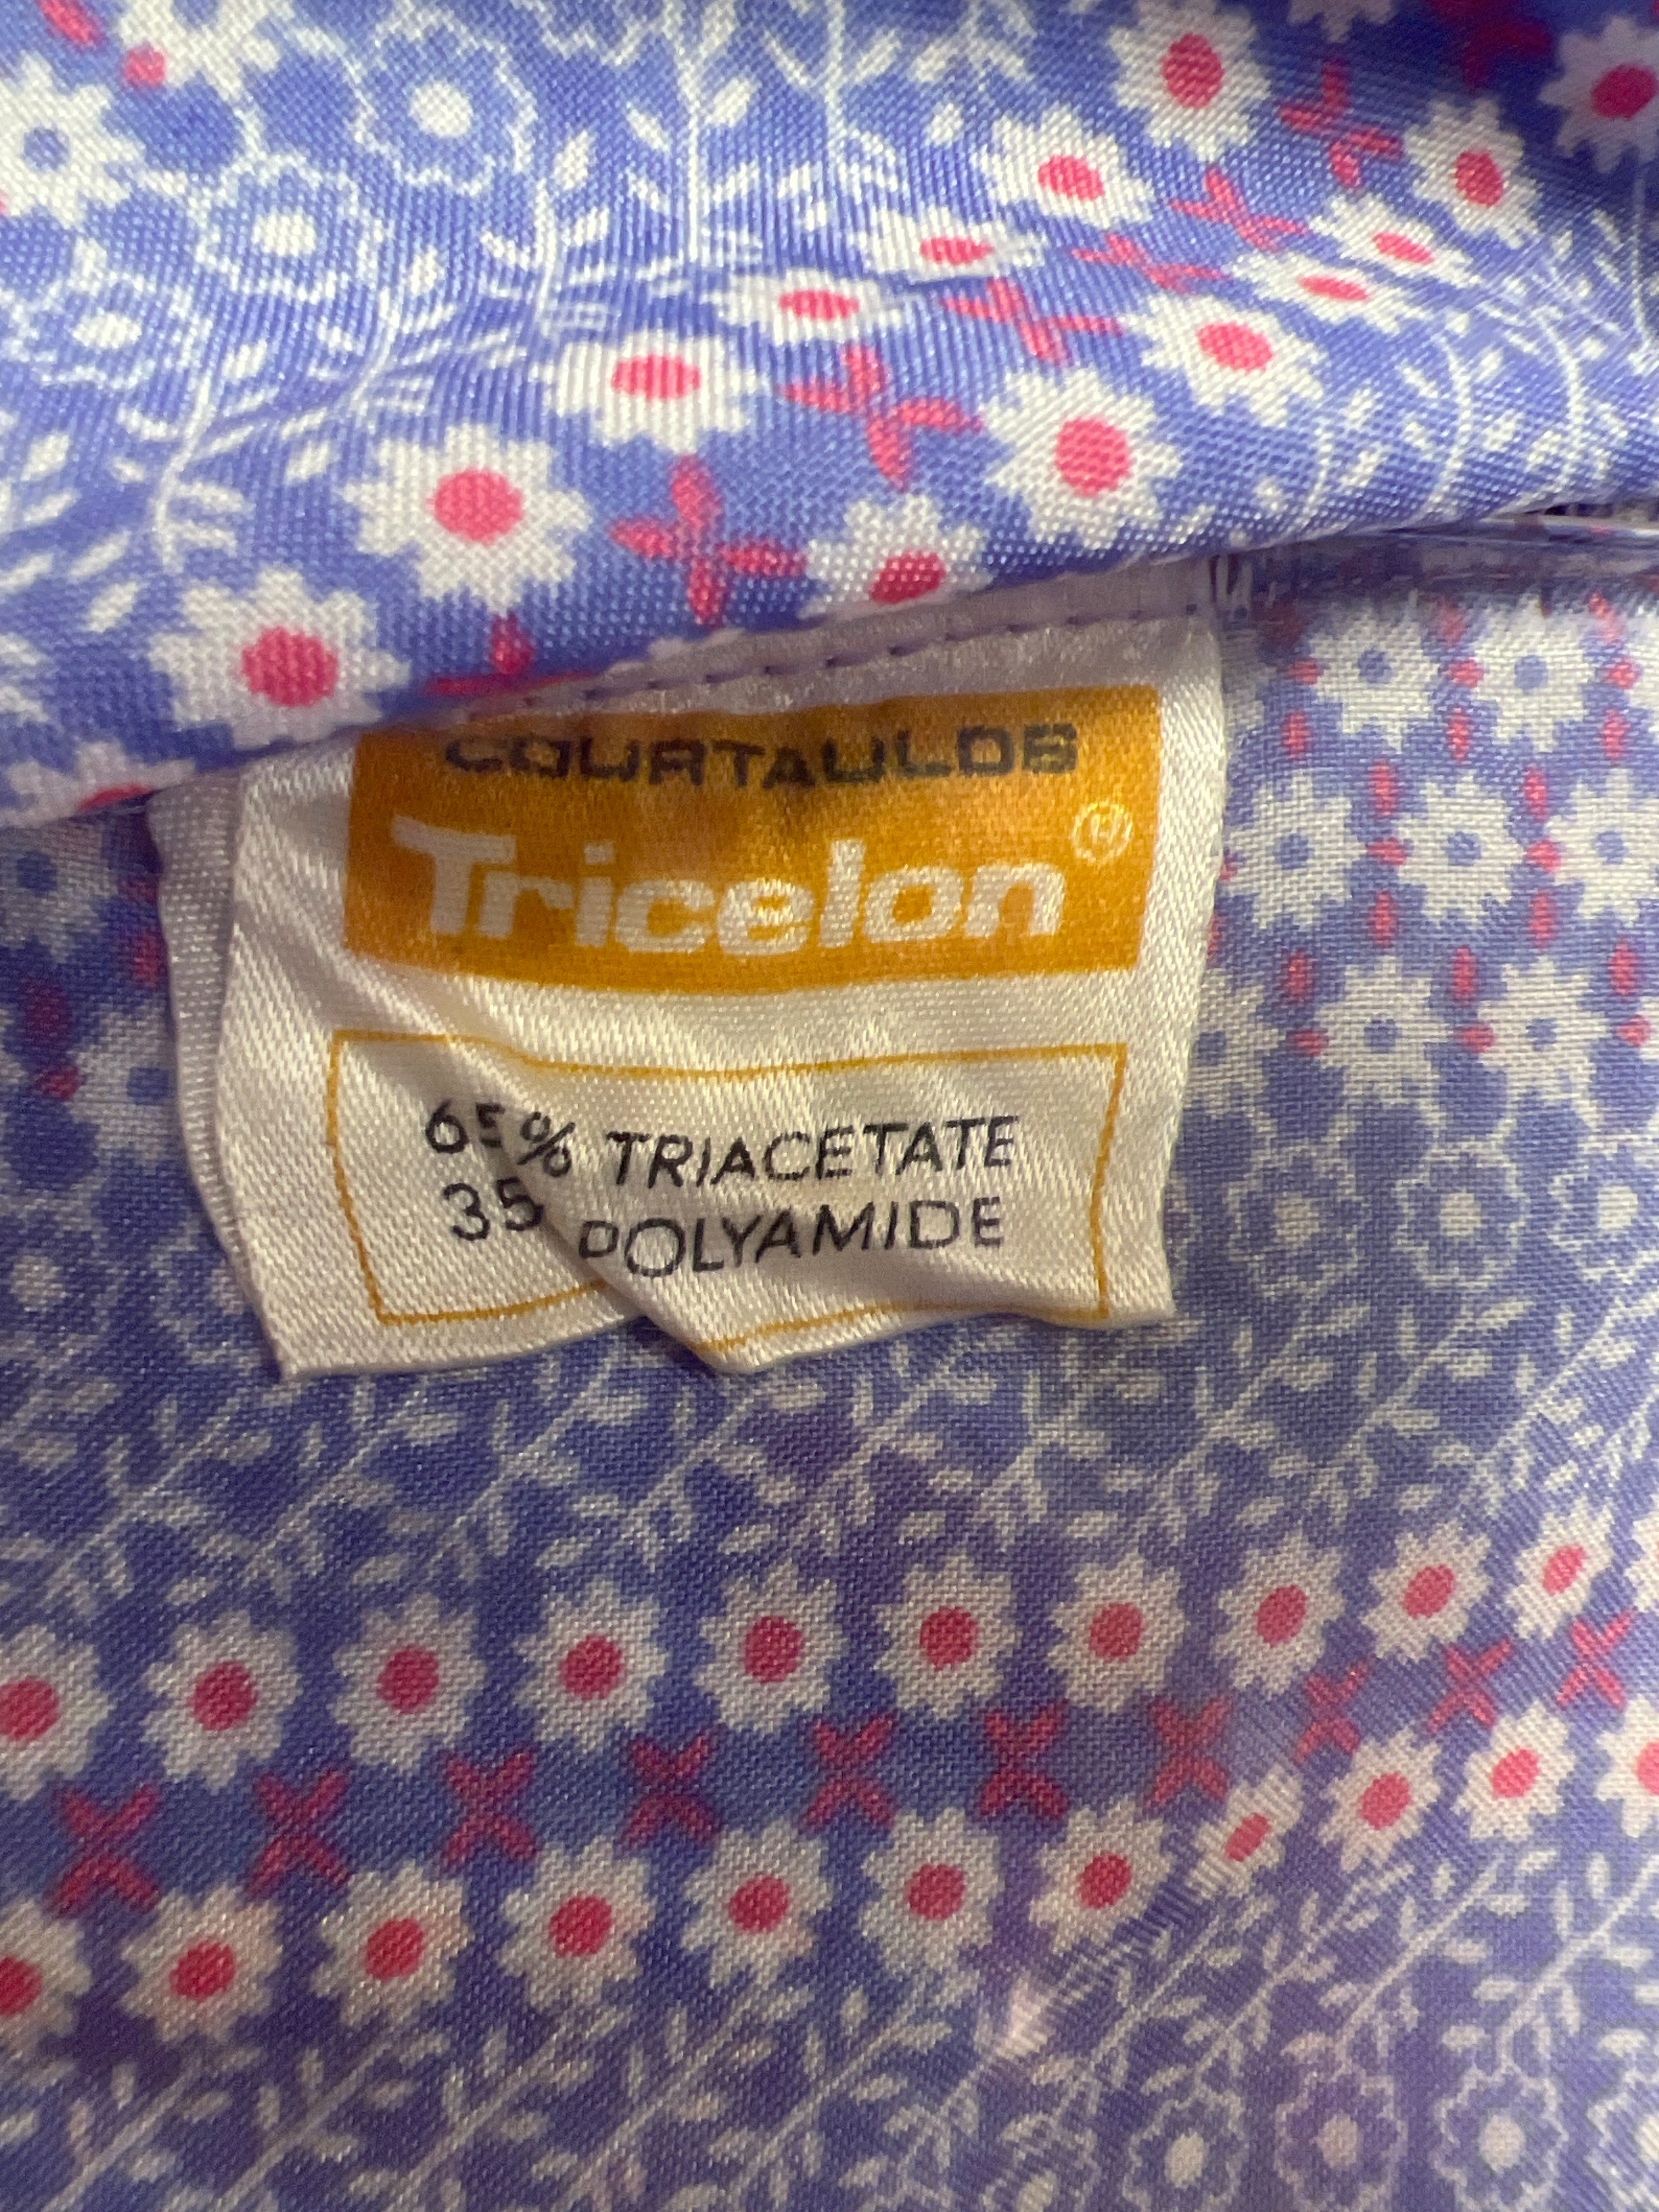 COURTAULDS
Tricelon®
65% TRIACETATE
35 POLYAMIDE